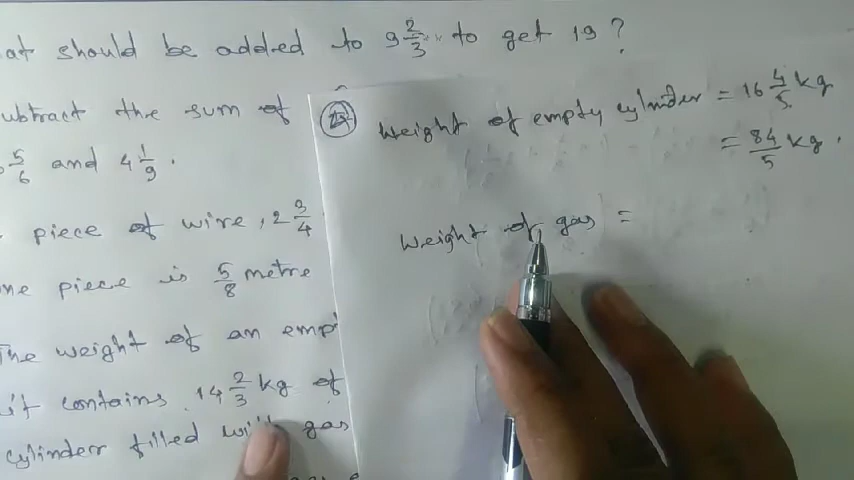 at should be added to 9 2/3 to get 19 ?
ubtract the sum of
5/6 and 4 1/9 .
piece of wire, 2 3/4
ne piece is 5/8 metre
The weight of an empt
it contains 14 2/3 kg of
cylinder filled with gas
Weight of empty cylinder = 16 4/5 kg
= 84/5 kg .
Weight of gas =